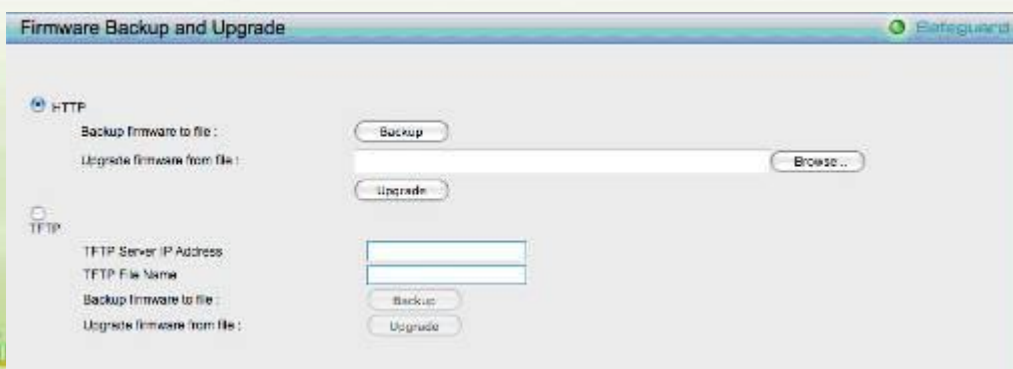 Firmware Backup and Upgrade
Safeguard
HTTP
Backup firmware to file :
Backup
Upgrade firmware from file :
Browse...
Upgrade
TFTP
TFTP Server IP Address
TFTP File Name
Backup firmware to file :
Backup
Upgrade firmware from file :
Upgrade